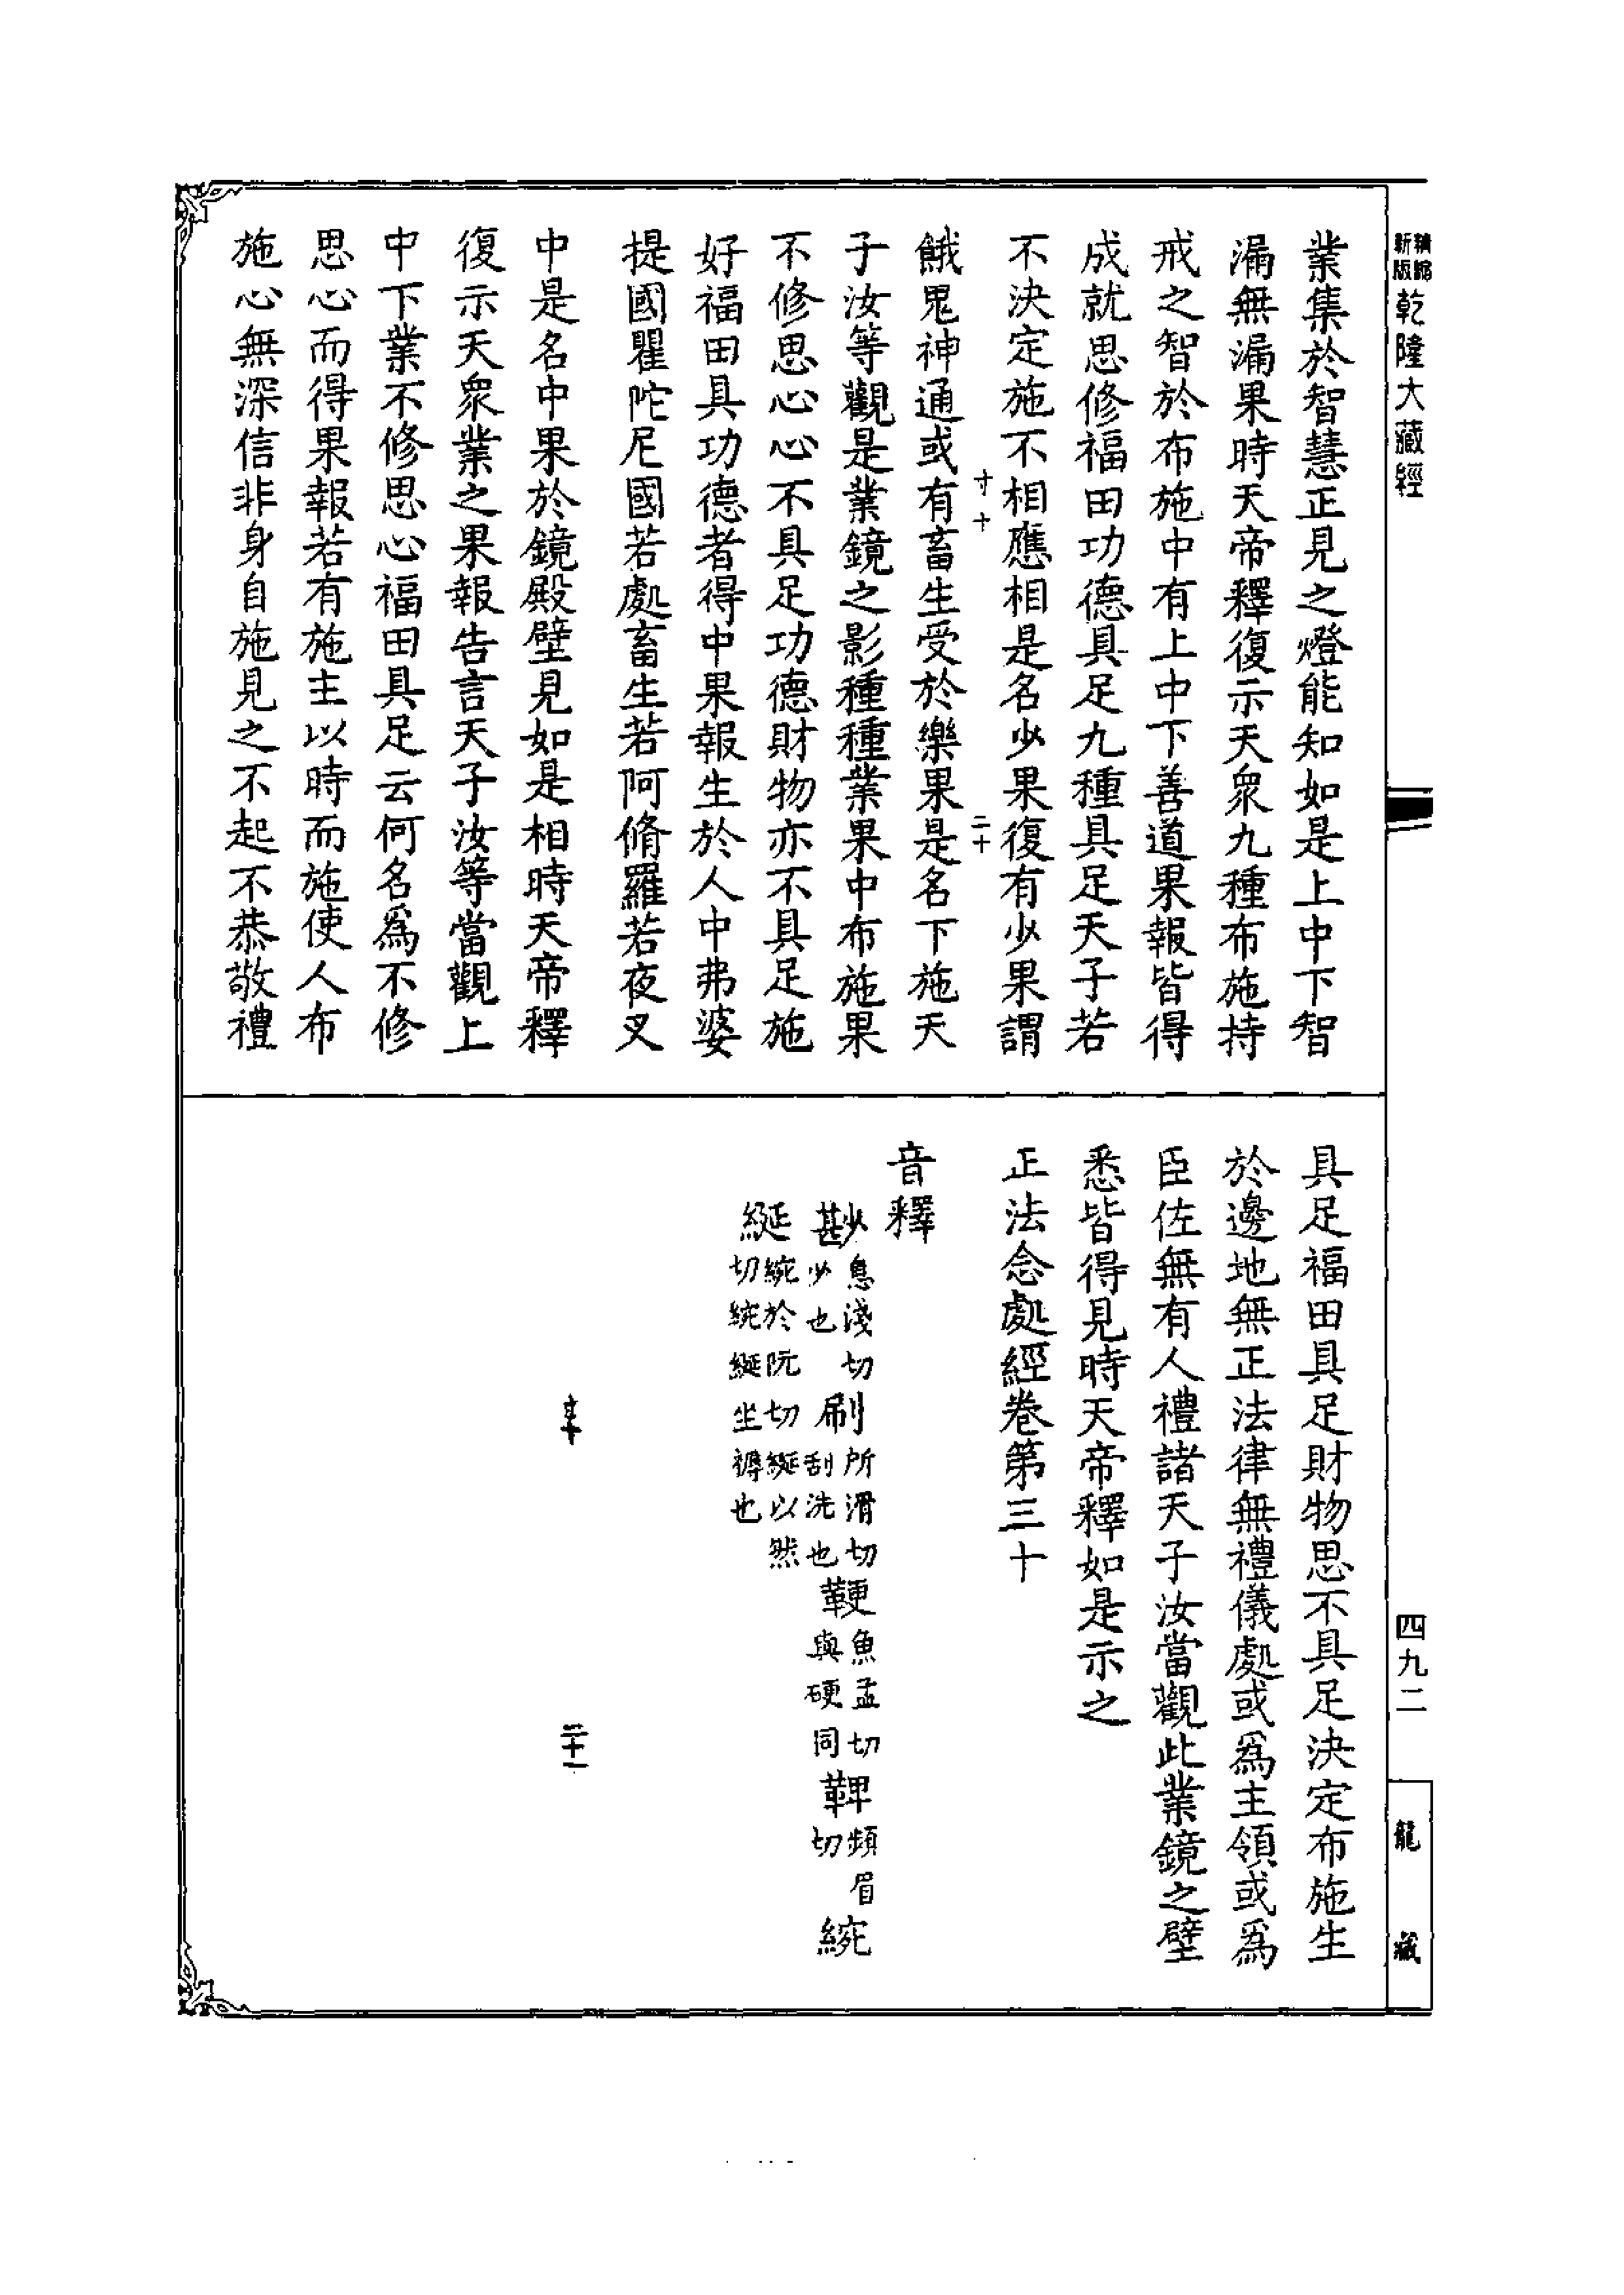 新版精縮乾隆大藏經
業集於智慧正見之燈能知如是上中下智
漏無漏果時天帝釋復示天眾九種布施持
戒之智於布施中有上中下善道果報皆得
成就思修福田功德具足九種具足天子若
不決定施不相應相是名少果復有少果謂
二十
餓鬼神通或有畜生受於樂果是名下施天
子汝等觀是業鏡之影種種業果中布施果
不修思心心不具足功德財物亦不具足施
好福田具功德者得中果報生於人中弗婆
提國瞿陀尼國若處畜生若阿脩羅若夜叉
中是名中果於鏡殿壁見如是相時天帝釋
復示天眾業之果報告言天子汝等當觀上
中下業不修思心福田具足云何名為不修
思心而得果報若有施主以時而施使人布
施心無深信非身自施見之不起不恭敬禮
具足福田具足財物思不具足決定布施生
於邊地無正法律無禮儀處或為主領或為
臣佐無有人禮諸天子汝當觀此業鏡之壁
悉皆得見時天帝釋如是示之
正法念處經卷第三十
音釋
尠息淺切少也 刷所滑切刮洗也 鞕魚孟切與硬同 鞞頻眉切 綩
綖綩於阮切綖以然切綩綖坐褥也
二十一
四九二
龍藏